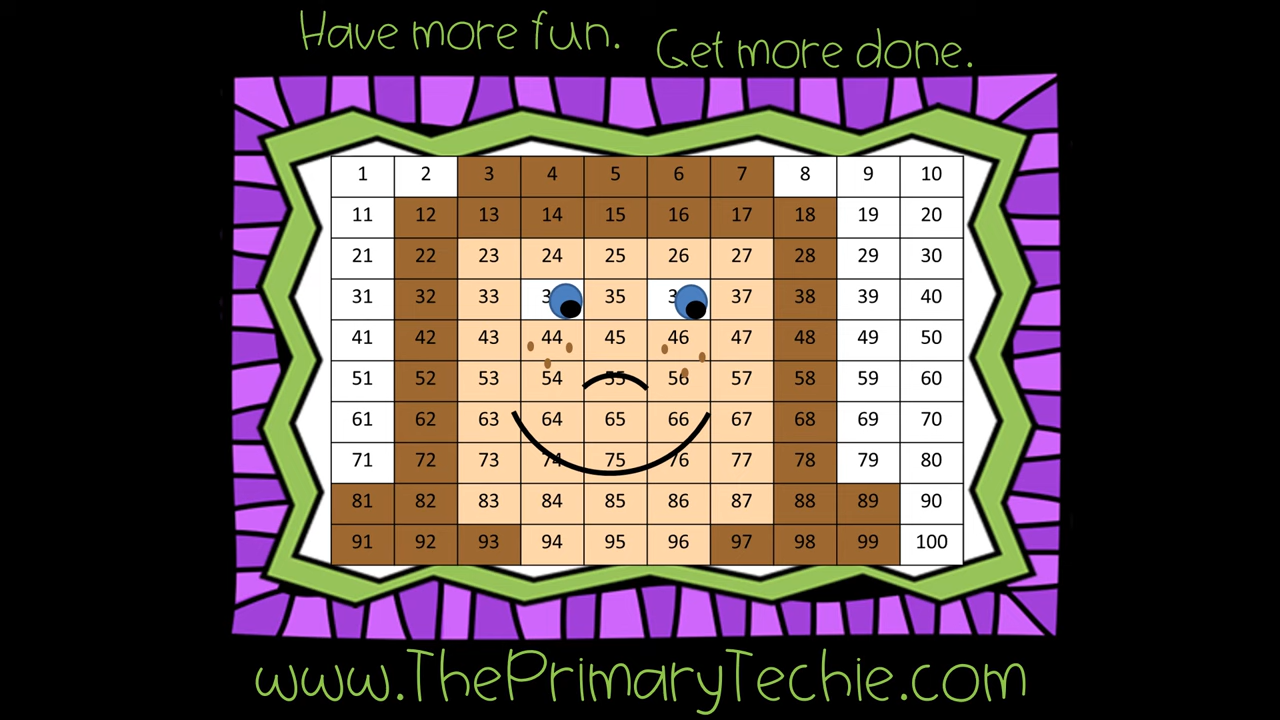 Have more fun. Get more done.
1 2 3 4 5 6 7 8 9 10
11 12 13 14 15 16 17 18 19 20
21 22 23 24 25 26 27 28 29 30
31 32 33 3 35 3 37 38 39 40
41 42 43 44 45 46 47 48 49 50
51 52 53 54 55 56 57 58 59 60
61 62 63 64 65 66 67 68 69 70
71 72 73 74 75 76 77 78 79 80
81 82 83 84 85 86 87 88 89 90
91 92 93 94 95 96 97 98 99 100
www.ThePrimaryTechie.com